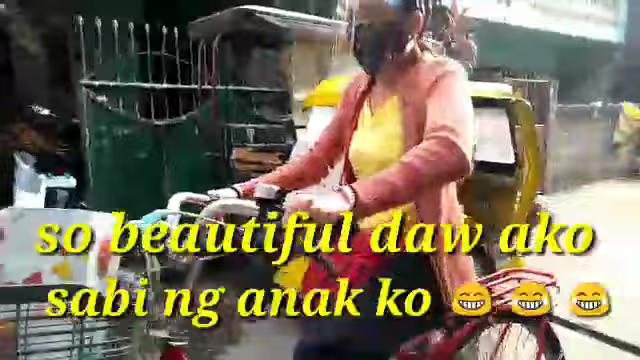 so beautiful daw ako
sabi ng anak ko 😂 😂 😂